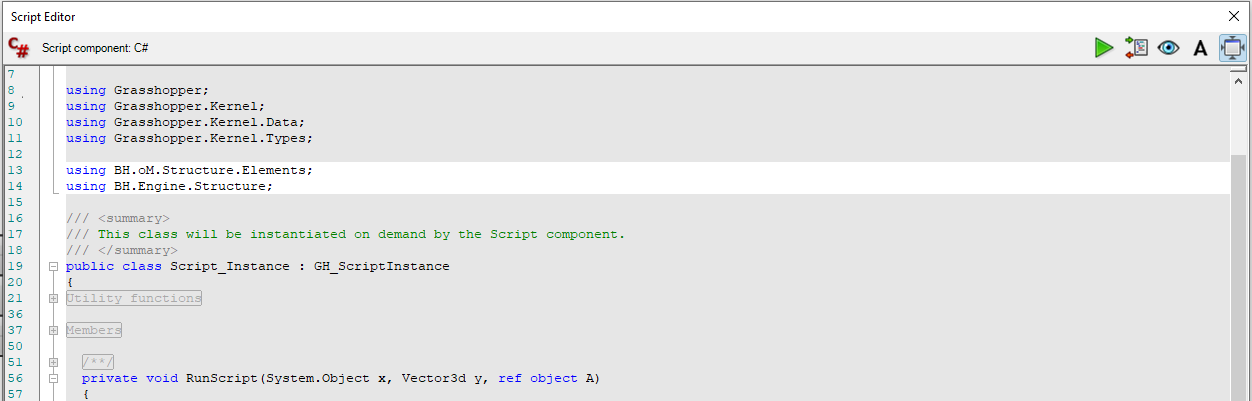 Script Editor
C# Script component: C#
A
7
8 using Grasshopper;
9 using Grasshopper.Kernel;
10 using Grasshopper.Kernel.Data;
11 using Grasshopper.Kernel.Types;
12
13 using BH.oM.Structure.Elements;
14 using BH.Engine.Structure;
15
16 /// <summary>
17 /// This class will be instantiated on demand by the Script component.
18 /// </summary>
19 public class Script_Instance : GH_ScriptInstance
20 {
21 Utility functions
36
37 Members
50
51 /**/
56 private void RunScript(System.Object x, Vector3d y, ref object A)
57 {